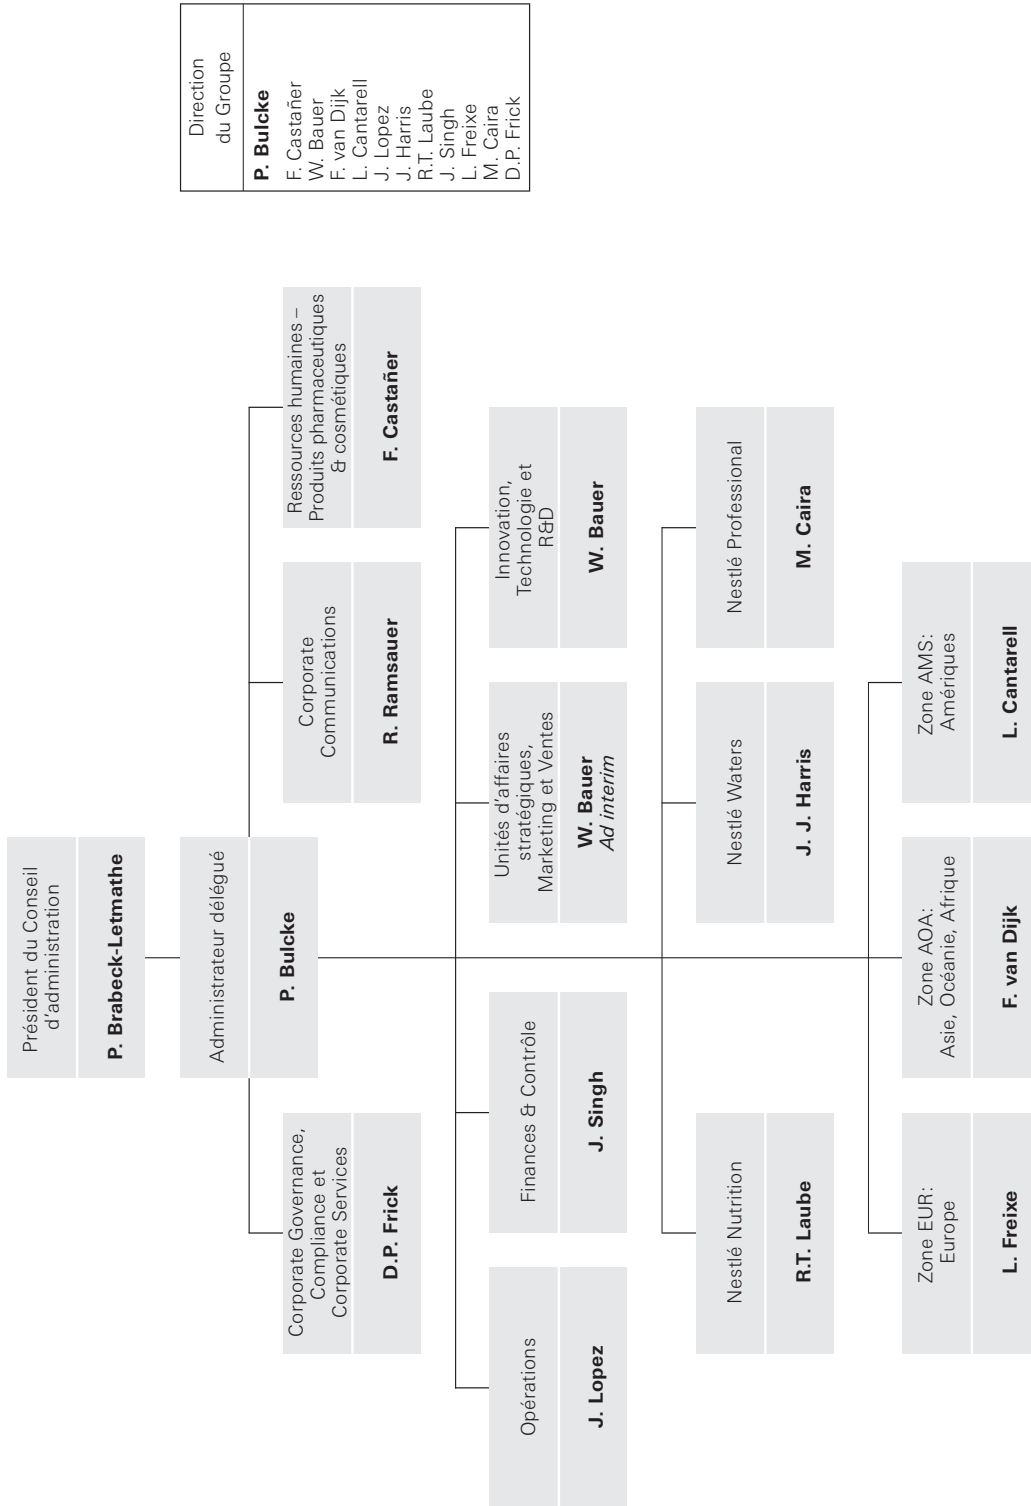 Président du Conseil
d'administration
P. Brabeck-Letmathe
Administrateur délégué
P. Bulcke
Corporate Governance,
Compliance et
Corporate Services
D.P. Frick
Corporate
Communications
R. Ramsauer
Ressources humaines –
Produits pharmaceutiques
& cosmétiques
F. Castañer
Opérations
J. Lopez
Finances & Contrôle
J. Singh
Unités d'affaires
stratégiques,
Marketing et Ventes
W. Bauer
Ad interim
Innovation,
Technologie et
R&D
W. Bauer
Nestlé Nutrition
R.T. Laube
Nestlé Waters
J. J. Harris
Nestlé Professional
M. Caira
Zone EUR:
Europe
L. Freixe
Zone AOA:
Asie, Océanie, Afrique
F. van Dijk
Zone AMS:
Amériques
L. Cantarell
Direction
du Groupe
P. Bulcke
F. Castañer
W. Bauer
F. van Dijk
L. Cantarell
J. Lopez
J. Harris
R.T. Laube
J. Singh
L. Freixe
M. Caira
D.P. Frick